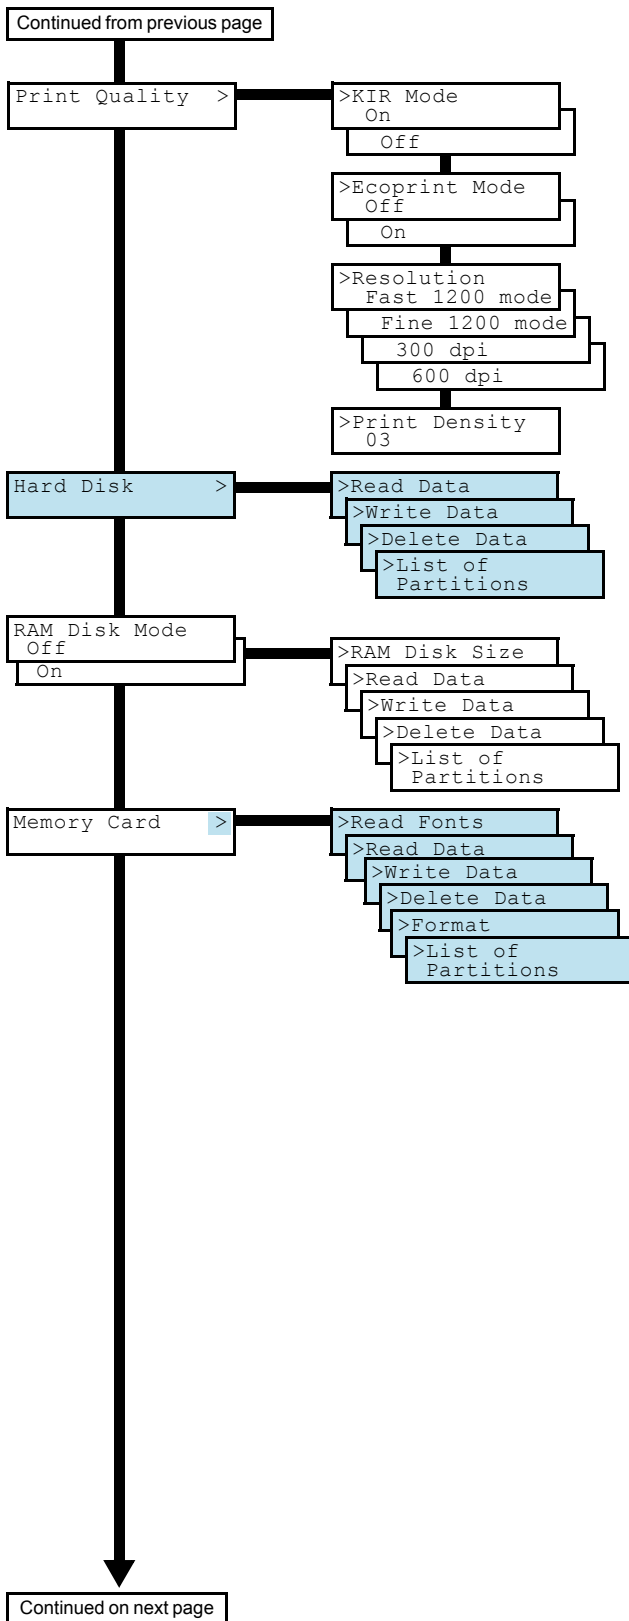 Continued from previous page
Print Quality >
>KIR Mode
On
Off
>Ecoprint Mode
Off
On
>Resolution
Fast 1200 mode
Fine 1200 mode
300 dpi
600 dpi
>Print Density
03
Hard Disk >
>Read Data
>Write Data
>Delete Data
>List of
Partitions
RAM Disk Mode
Off
On
>RAM Disk Size
>Read Data
>Write Data
>Delete Data
>List of
Partitions
Memory Card >
>Read Fonts
>Read Data
>Write Data
>Delete Data
>Format
>List of
Partitions
Continued on next page